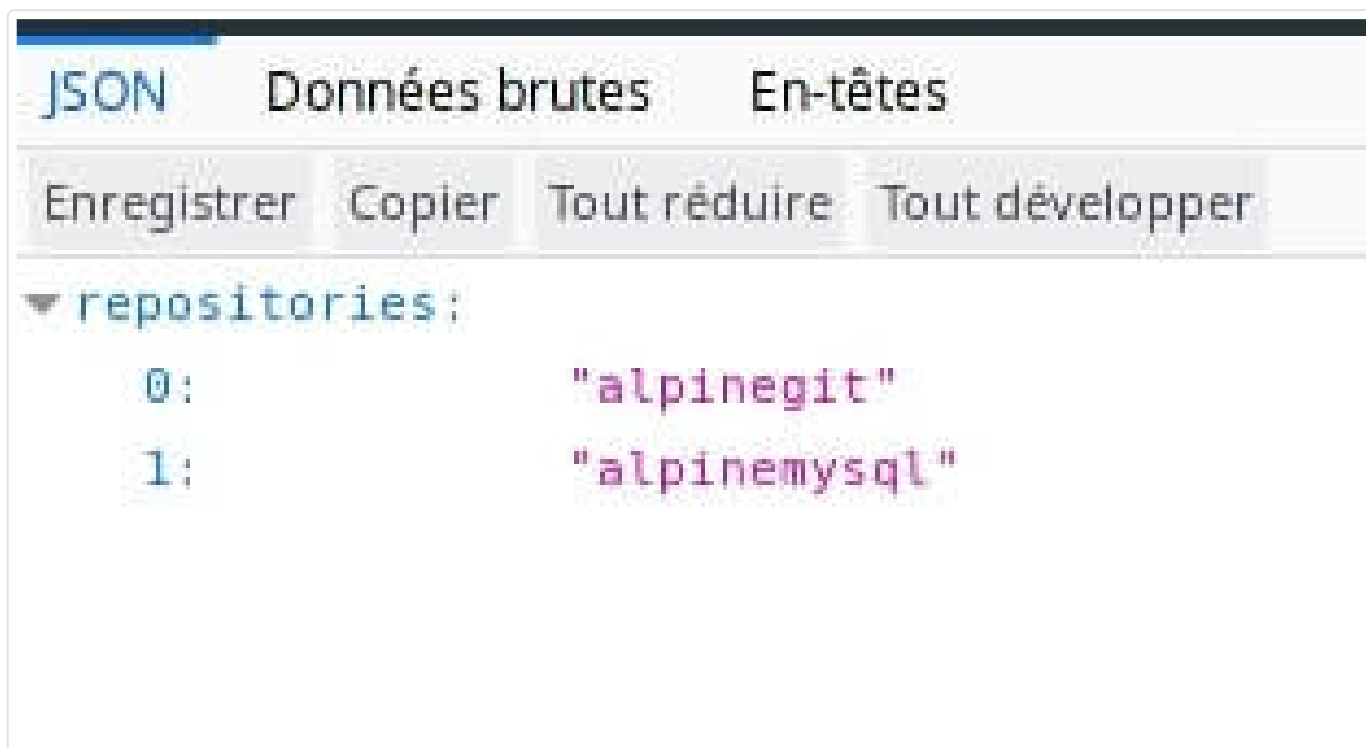 JSON Données brutes En-têtes
Enregistrer Copier Tout réduire Tout développer
repositories:
0: "alpinegit"
1: "alpinemysql"